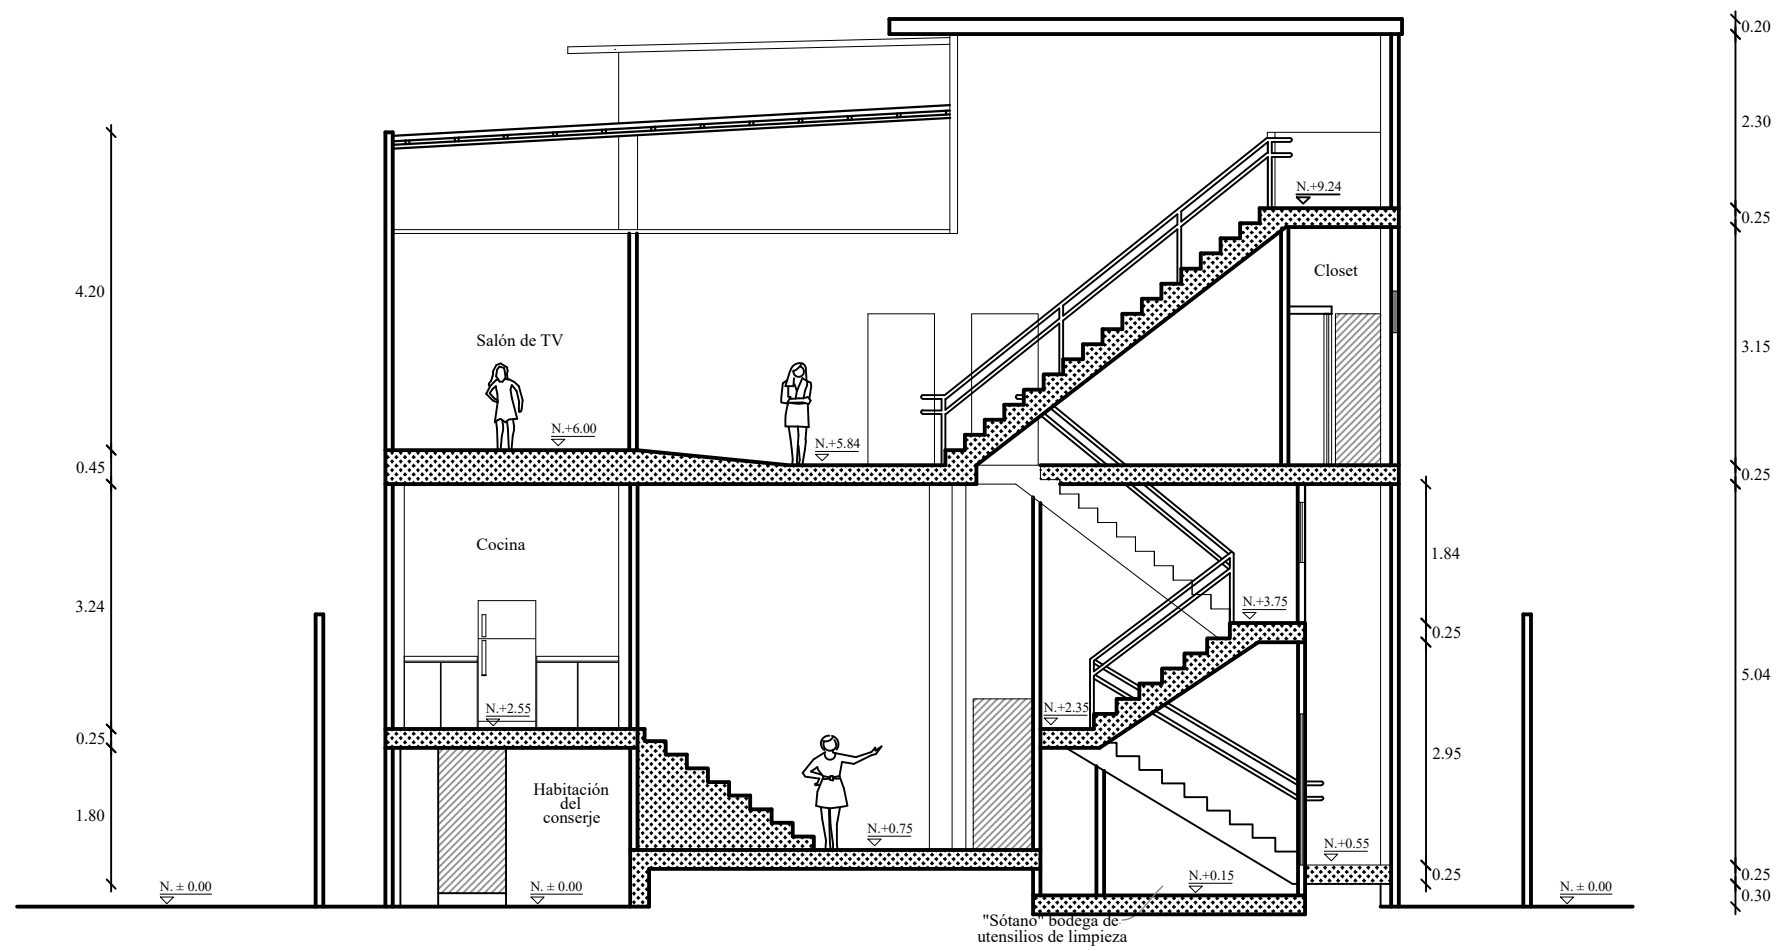 0.20
2.30
N.+9.24
0.25
Closet
4.20
Salón de TV
3.15
N.+6.00
N.+5.84
0.45
0.25
Cocina
1.84
3.24
N.+3.75
0.25
N.+2.55
N.+2.35
5.04
0.25
2.95
Habitación
del
conserje
1.80
N.+0.75
N.+0.55
N.+0.15
0.25
0.25
N. ± 0.00
N. ± 0.00
N. ± 0.00
0.30
"Sótano" bodega de
utensilios de limpieza